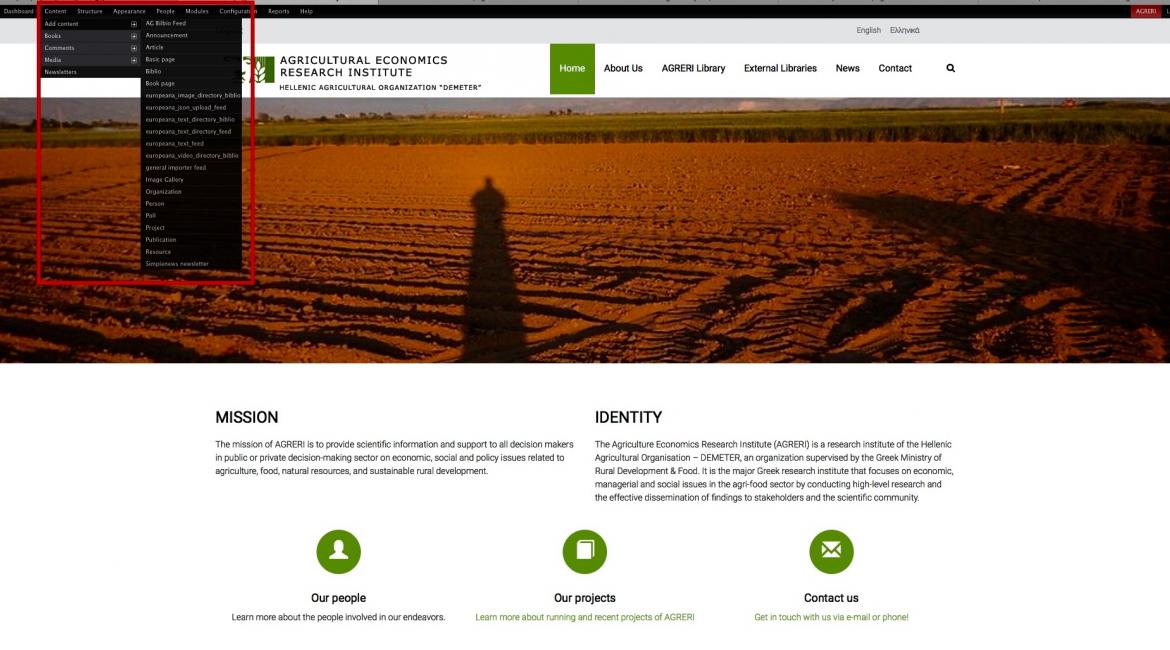 Dashboard Content Structure Appearance People Modules Configuration Reports Help AGRERI
Add content
Books
Comments
Media
Newsletters
AG Bilbio Feed
Announcement
Article
Basic page
Biblio
Book page
europeana_image_directory_biblio
europeana_json_upload_feed
europeana_text_directory_biblio
europeana_text_directory_feed
europeana_text_feed
europeana_video_directory_biblio
general importer feed
Image Gallery
Organization
Person
Poll
Project
Publication
Resource
Simplenews newsletter
English Ελληνικά
AGRICULTURAL ECONOMICS
RESEARCH INSTITUTE
HELLENIC AGRICULTURAL ORGANIZATION "DEMETER"
Home About Us AGRERI Library External Libraries News Contact
MISSION
The mission of AGRERI is to provide scientific information and support to all decision makers
in public or private decision-making sector on economic, social and policy issues related to
agriculture, food, natural resources, and sustainable rural development.
IDENTITY
The Agriculture Economics Research Institute (AGRERI) is a research institute of the Hellenic
Agricultural Organisation – DEMETER, an organization supervised by the Greek Ministry of
Rural Development & Food. It is the major Greek research institute that focuses on economic,
managerial and social issues in the agri-food sector by conducting high-level research and
the effective dissemination of findings to stakeholders and the scientific community.
Our people
Learn more about the people involved in our endeavors.
Our projects
Learn more about running and recent projects of AGRERI
Contact us
Get in touch with us via e-mail or phone!